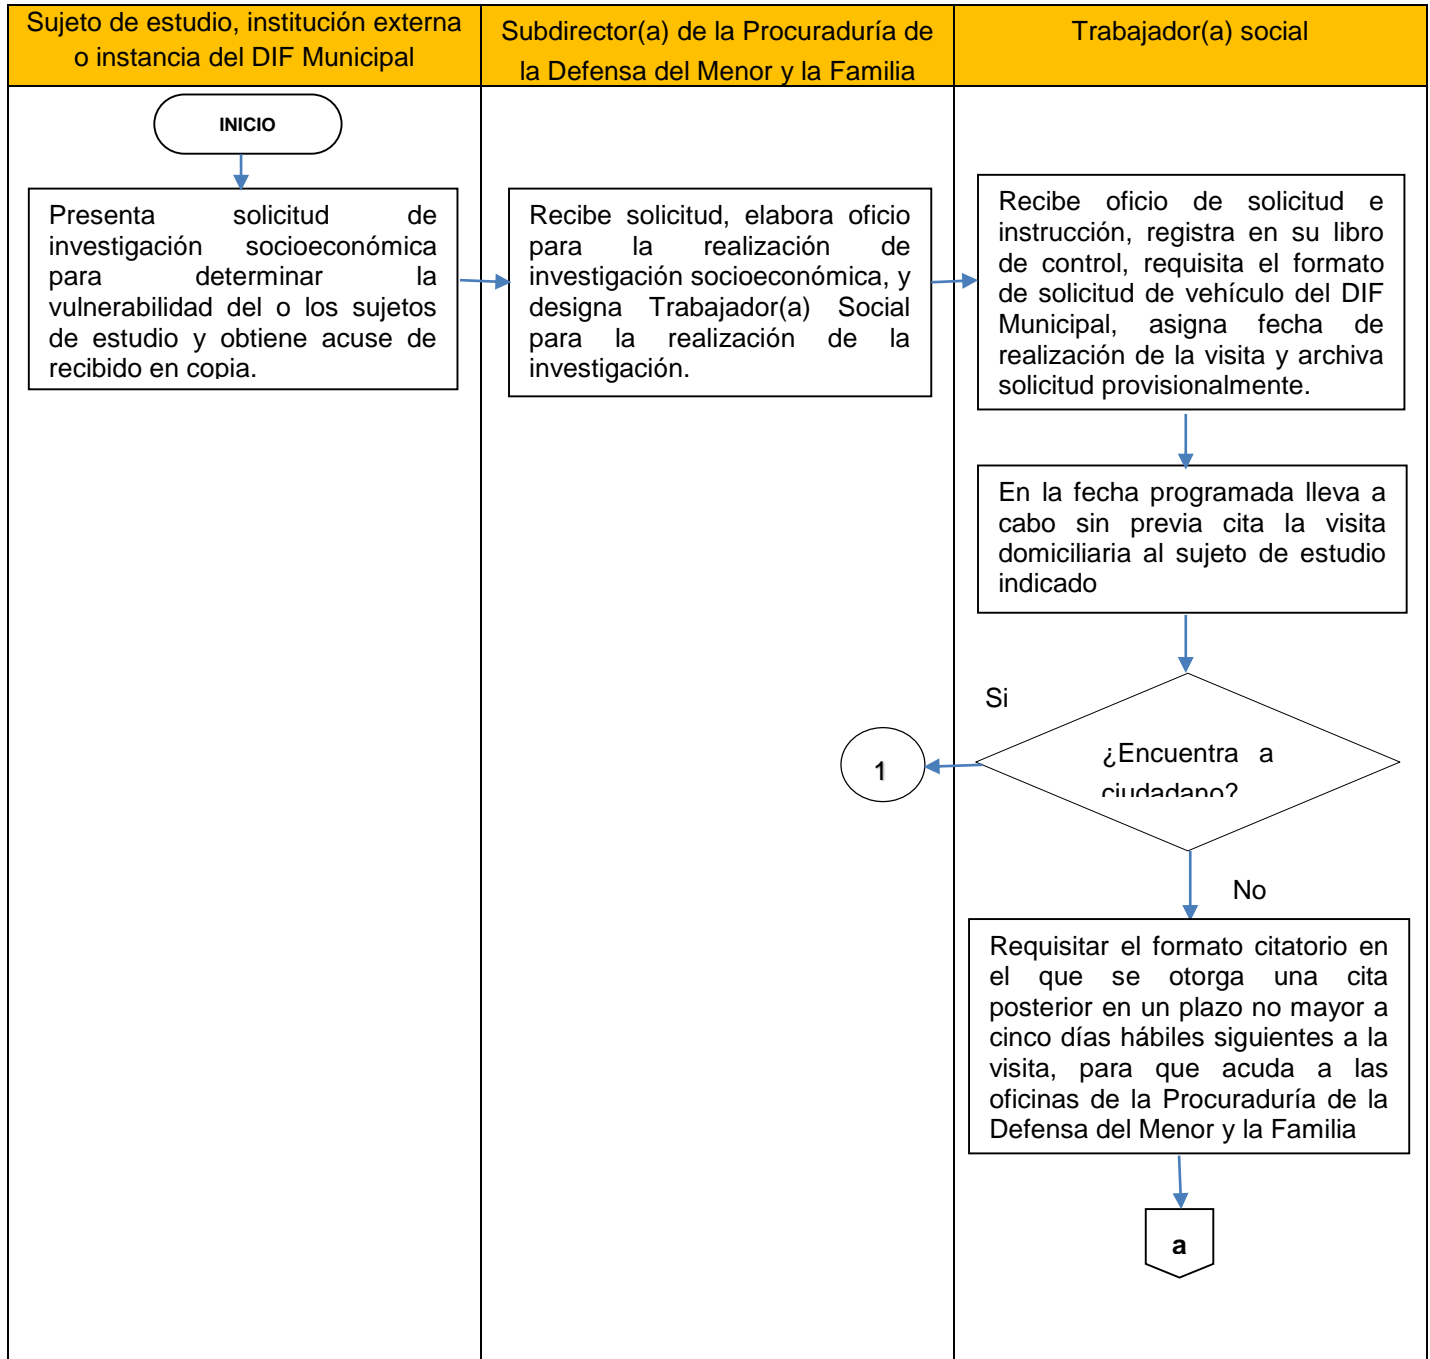 Sujeto de estudio, institución externa
o instancia del DIF Municipal
Subdirector(a) de la Procuraduría de
la Defensa del Menor y la Familia
Trabajador(a) social
INICIO
Presenta solicitud de
investigación socioeconómica
para determinar la
vulnerabilidad del o los sujetos
de estudio y obtiene acuse de
recibido en copia.
Recibe solicitud, elabora oficio
para la realización de
investigación socioeconómica, y
designa Trabajador(a) Social
para la realización de la
investigación.
Recibe oficio de solicitud e
instrucción, registra en su libro
de control, requisita el formato
de solicitud de vehículo del DIF
Municipal, asigna fecha de
realización de la visita y archiva
solicitud provisionalmente.
En la fecha programada lleva a
cabo sin previa cita la visita
domiciliaria al sujeto de estudio
indicado
Si
¿Encuentra a
ciudadano?
1
No
Requisitar el formato citatorio en
el que se otorga una cita
posterior en un plazo no mayor a
cinco días hábiles siguientes a la
visita, para que acuda a las
oficinas de la Procuraduría de la
Defensa del Menor y la Familia
a